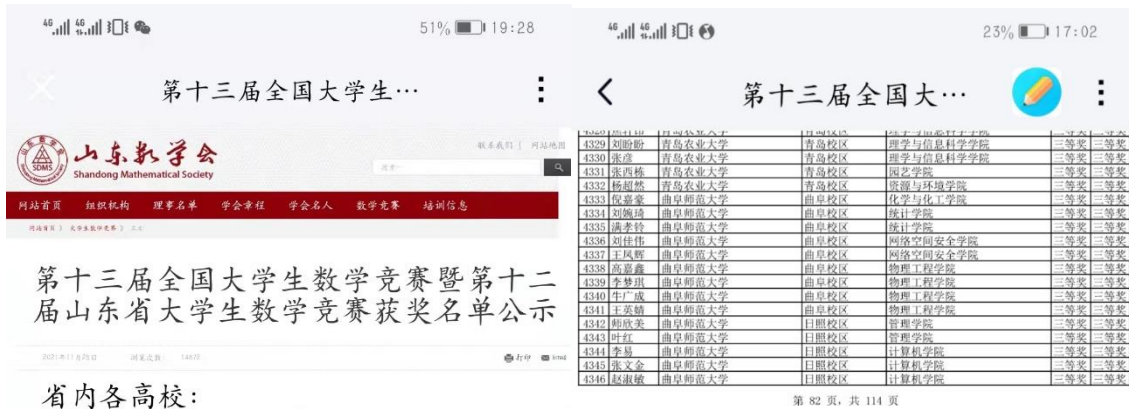 51% 19:28
第十三届全国大学生…
山东数学会
SDMS
Shandong Mathematical Society
联系我们 | 网站地图
网站首页 组织机构 理事名单 学会章程 学会名人 数学竞赛 培训信息
网站首页 》 大学生数学竞赛 》 正文
第十三届全国大学生数学竞赛暨第十二
届山东省大学生数学竞赛获奖名单公示
打印 Email
省内各高校:
23% 17:02
第十三届全国大…
4329 刘盼盼 青岛农业大学 青岛校区 理学与信息科学学院 三等奖 三等奖
4330 张彦 青岛农业大学 青岛校区 理学与信息科学学院 三等奖 三等奖
4331 张西栋 青岛农业大学 青岛校区 园艺学院 三等奖 三等奖
4332 杨超然 青岛农业大学 青岛校区 资源与环境学院 三等奖 三等奖
4333 倪嘉豪 曲阜师范大学 曲阜校区 化学与化工学院 三等奖 三等奖
4334 刘婉琦 曲阜师范大学 曲阜校区 统计学院 三等奖 三等奖
4335 满孝铃 曲阜师范大学 曲阜校区 统计学院 三等奖 三等奖
4336 刘佳伟 曲阜师范大学 曲阜校区 网络空间安全学院 三等奖 三等奖
4337 王凤辉 曲阜师范大学 曲阜校区 网络空间安全学院 三等奖 三等奖
4338 高嘉鑫 曲阜师范大学 曲阜校区 物理工程学院 三等奖 三等奖
4339 李梦琪 曲阜师范大学 曲阜校区 物理工程学院 三等奖 三等奖
4340 牛广成 曲阜师范大学 曲阜校区 物理工程学院 三等奖 三等奖
4341 王英婧 曲阜师范大学 曲阜校区 物理工程学院 三等奖 三等奖
4342 师欣美 曲阜师范大学 日照校区 管理学院 三等奖 三等奖
4343 叶红 曲阜师范大学 日照校区 管理学院 三等奖 三等奖
4344 李易 曲阜师范大学 日照校区 计算机学院 三等奖 三等奖
4345 张文金 曲阜师范大学 日照校区 计算机学院 三等奖 三等奖
4346 赵淑敏 曲阜师范大学 日照校区 计算机学院 三等奖 三等奖
第 82 页，共 114 页